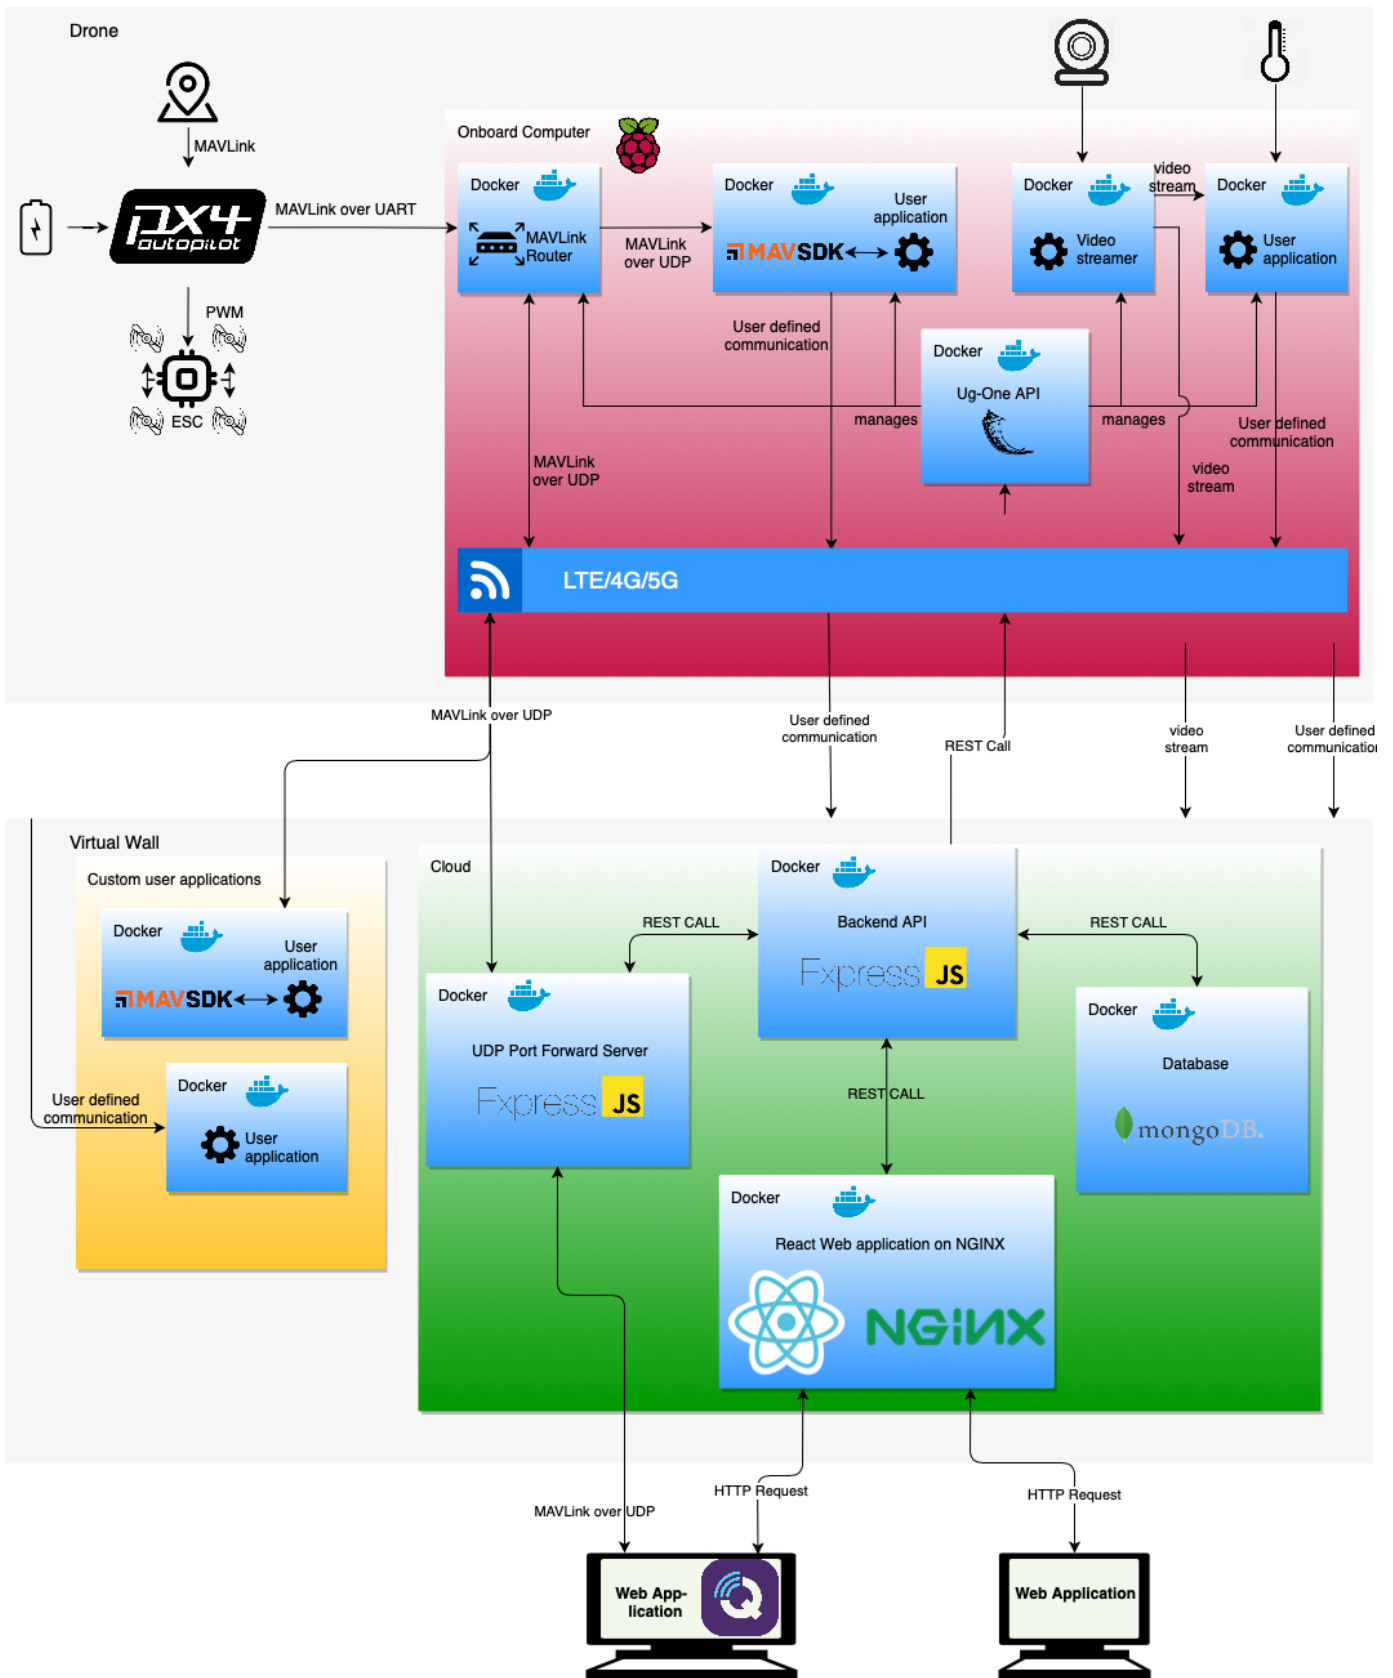 Drone
MAVLink
PX4
autopilot
MAVLink over UART
PWM
ESC
Onboard Computer
Docker
MAVLink
Router
MAVLink
over UDP
Docker
User
application
MAVSDK
Docker
Video
streamer
video
stream
Docker
User
application
User defined
communication
Docker
Ug-One API
manages
manages
User defined
communication
MAVLink
over UDP
video
stream
LTE/4G/5G
MAVLink over UDP
User defined
communication
REST Call
video
stream
User defined
communication
Virtual Wall
Custom user applications
Docker
User
application
MAVSDK
User defined
communication
Docker
User
application
Cloud
Docker
Backend API
Express JS
REST CALL
REST CALL
Docker
UDP Port Forward Server
Express JS
Docker
Database
mongoDB.
REST CALL
Docker
React Web application on NGINX
NGINX
HTTP Request
HTTP Request
MAVLink over UDP
Web App-
lication
Web Application